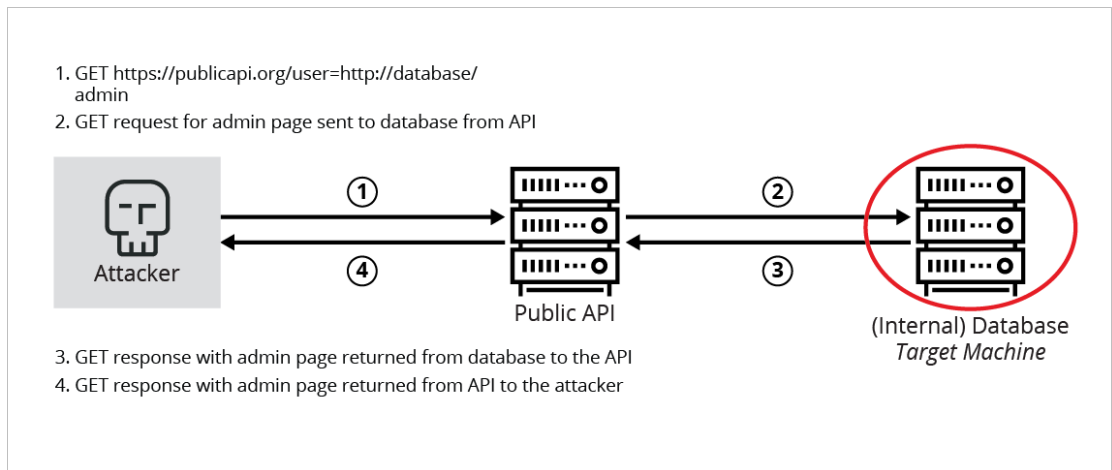 1. GET https://publicapi.org/user=http://database/
admin
2. GET request for admin page sent to database from API
1
2
Attacker
4
3
Public API
(Internal) Database
Target Machine
3. GET response with admin page returned from database to the API
4. GET response with admin page returned from API to the attacker